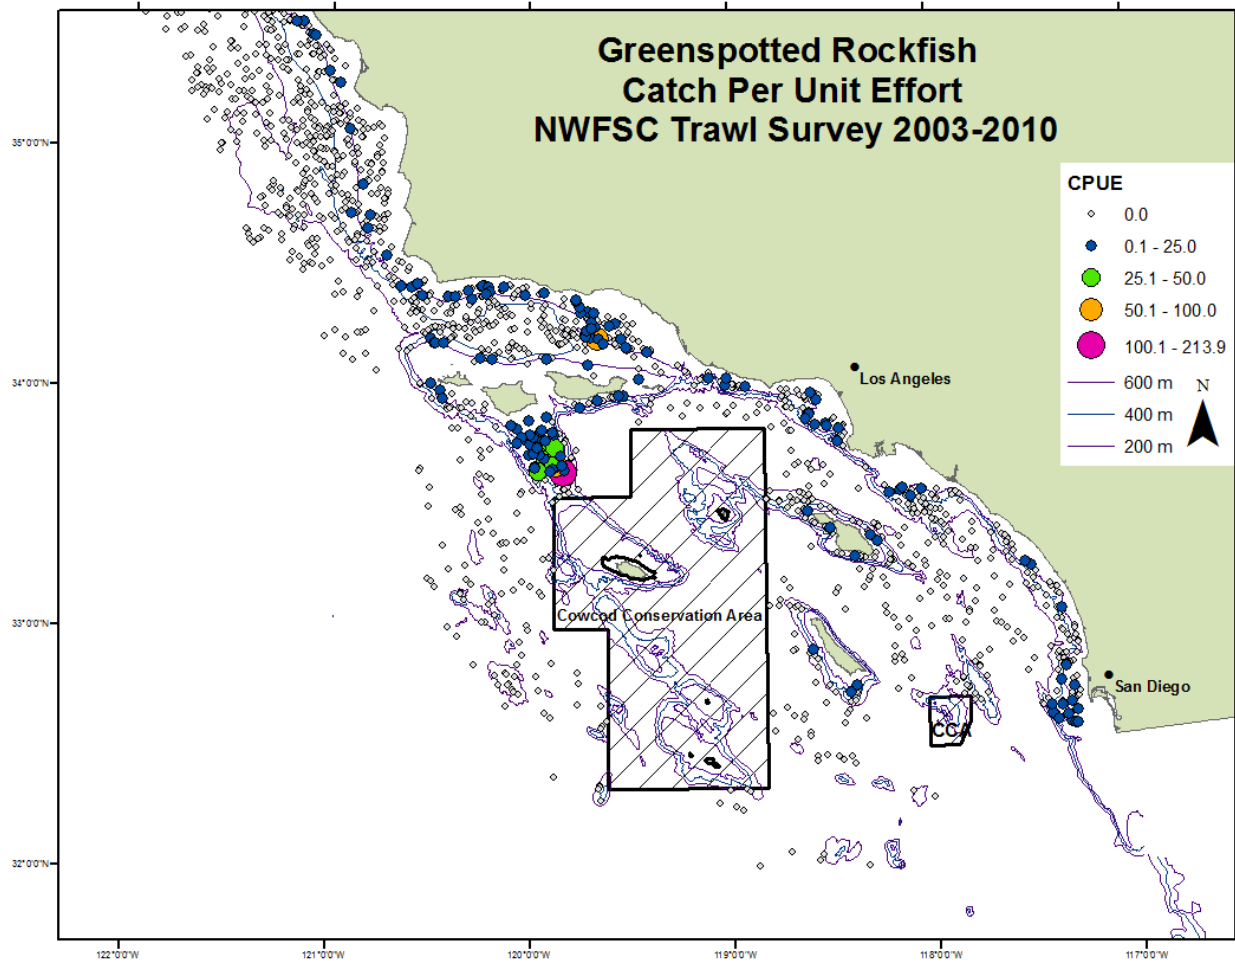 Greenspotted Rockfish
Catch Per Unit Effort
NWFSC Trawl Survey 2003-2010
CPUE
0.0
0.1 - 25.0
25.1 - 50.0
50.1 - 100.0
100.1 - 213.9
600 m
400 m
200 m
N
35°0'0"N
34°0'0"N
33°0'0"N
32°0'0"N
Los Angeles
Cowcod Conservation Area
San Diego
CCA
122°0'0"W
121°0'0"W
120°0'0"W
119°0'0"W
118°0'0"W
117°0'0"W